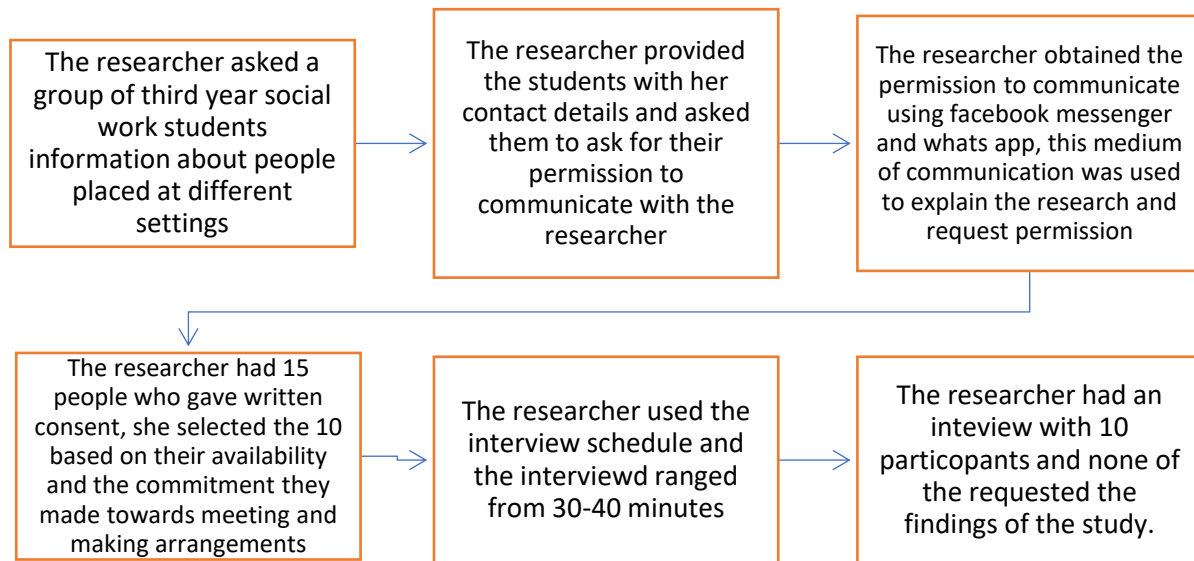 The researcher asked a
group of third year social
work students
information about people
placed at different
settings
The researcher provided
the students with her
contact details and asked
them to ask for their
permission to
communicate with the
researcher
The researcher obtained the
permission to communicate
using facebook messenger
and whats app, this medium
of communication was used
to explain the research and
request permission
The researcher had 15
people who gave written
consent, she selected the 10
based on their availability
and the commitment they
made towards meeting and
making arrangements
The researcher used the
interview schedule and
the interviewd ranged
from 30-40 minutes
The researcher had an
inteview with 10
particopants and none of
the requested the
findings of the study.